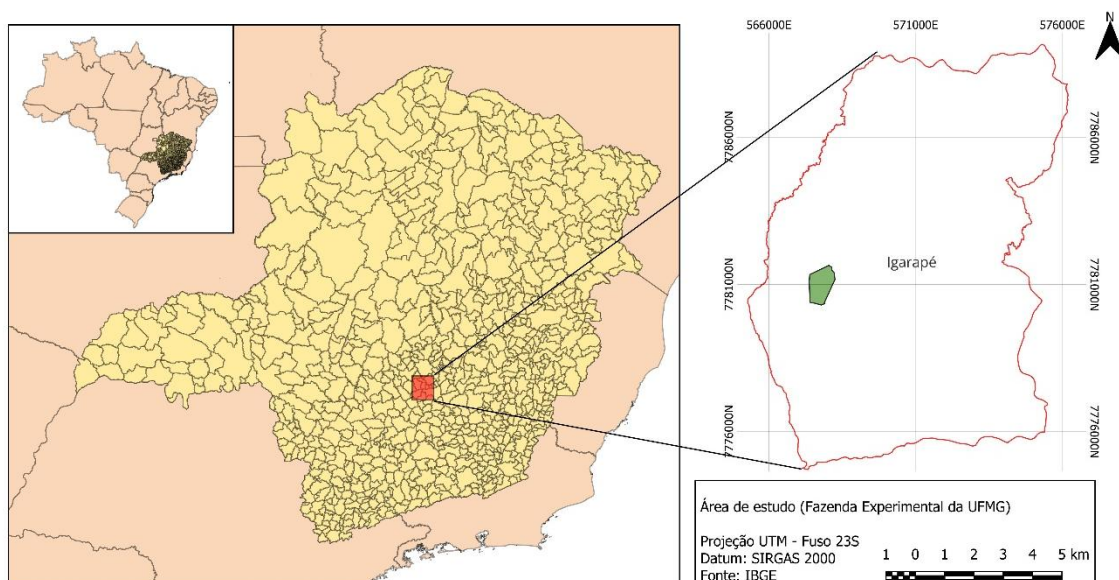 566000E 571000E 576000E
N
7786000N 7786000N
Igarapé
7781000N 7781000N
7776000N 7776000N
Área de estudo (Fazenda Experimental da UFMG)
Projeção UTM - Fuso 23S
Datum: SIRGAS 2000
1 0 1 2 3 4 5 km
Fonte: IBGE